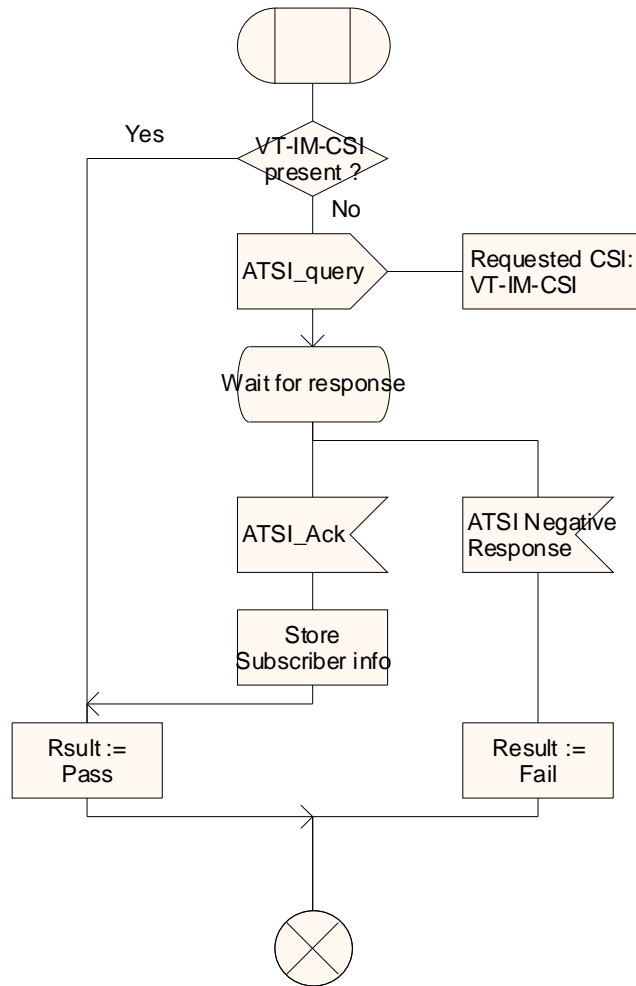 Yes
VT-IM-CSI
present ?
No
ATSI_query
Requested CSI:
VT-IM-CSI
Wait for response
ATSI_Ack
ATSI Negative
Response
Store
Subscriber info
Rsult :=
Pass
Result :=
Fail